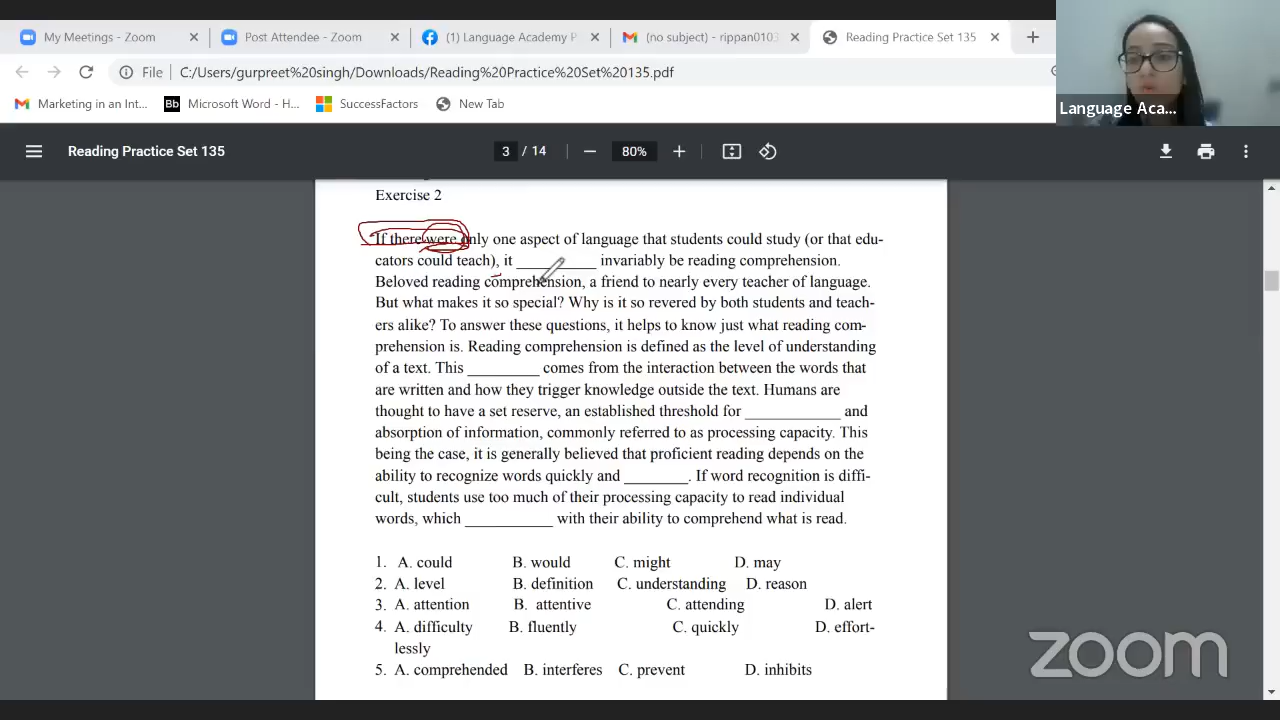 My Meetings - Zoom
Post Attendee - Zoom
(1) Language Academy P
(no subject) - rippan0103
Reading Practice Set 135
File
C:/Users/gurpreet%20singh/Downloads/Reading%20Practice%20Set%20135.pdf
Marketing in an Int...
Bb
Microsoft Word - H...
SuccessFactors
New Tab
Language Aca...
Reading Practice Set 135
3 / 14
80%
Exercise 2
If there were only one aspect of language that students could study (or that edu-
cators could teach), it __________ invariably be reading comprehension.
Beloved reading comprehension, a friend to nearly every teacher of language.
But what makes it so special? Why is it so revered by both students and teach-
ers alike? To answer these questions, it helps to know just what reading com-
prehension is. Reading comprehension is defined as the level of understanding
of a text. This _________ comes from the interaction between the words that
are written and how they trigger knowledge outside the text. Humans are
thought to have a set reserve, an established threshold for ____________ and
absorption of information, commonly referred to as processing capacity. This
being the case, it is generally believed that proficient reading depends on the
ability to recognize words quickly and ________. If word recognition is diffi-
cult, students use too much of their processing capacity to read individual
words, which ___________ with their ability to comprehend what is read.
1. A. could B. would C. might D. may
2. A. level B. definition C. understanding D. reason
3. A. attention B. attentive C. attending D. alert
4. A. difficulty B. fluently C. quickly D. effort-
lessly
5. A. comprehended B. interferes C. prevent D. inhibits
zoom